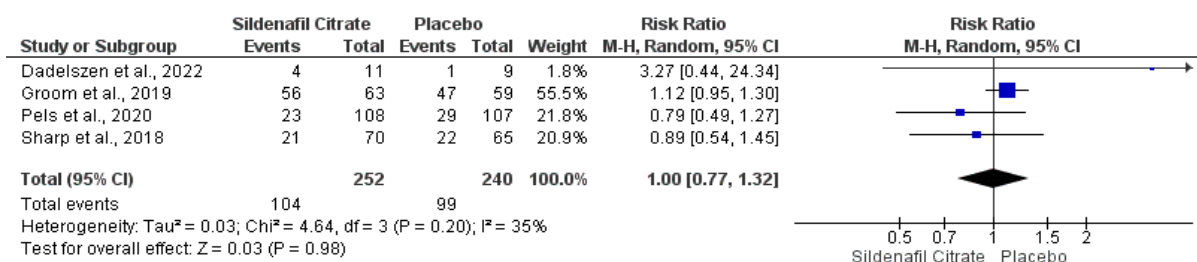 Sildenafil Citrate Placebo Risk Ratio Risk Ratio
Study or Subgroup Events Total Events Total Weight M-H, Random, 95% CI M-H, Random, 95% CI
Dadelszen et al., 2022 4 11 1 9 1.8% 3.27 [0.44, 24.34]
Groom et al., 2019 56 63 47 59 55.5% 1.12 [0.95, 1.30]
Pels et al., 2020 23 108 29 107 21.8% 0.79 [0.49, 1.27]
Sharp et al., 2018 21 70 22 65 20.9% 0.89 [0.54, 1.45]
Total (95% CI) 252 240 100.0% 1.00 [0.77, 1.32]
Total events 104 99
Heterogeneity: Tau² = 0.03; Chi² = 4.64, df = 3 (P = 0.20); I² = 35%
Test for overall effect: Z = 0.03 (P = 0.98)
0.5 0.7 1 1.5 2
Sildenafil Citrate Placebo